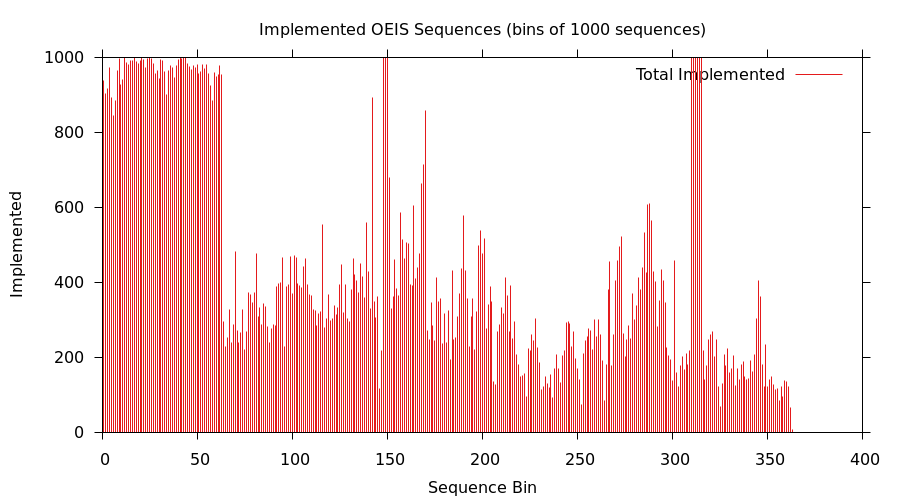 Implemented OEIS Sequences (bins of 1000 sequences)
Total Implemented
1000
800
600
400
200
0
Implemented
0 50 100 150 200 250 300 350 400
Sequence Bin